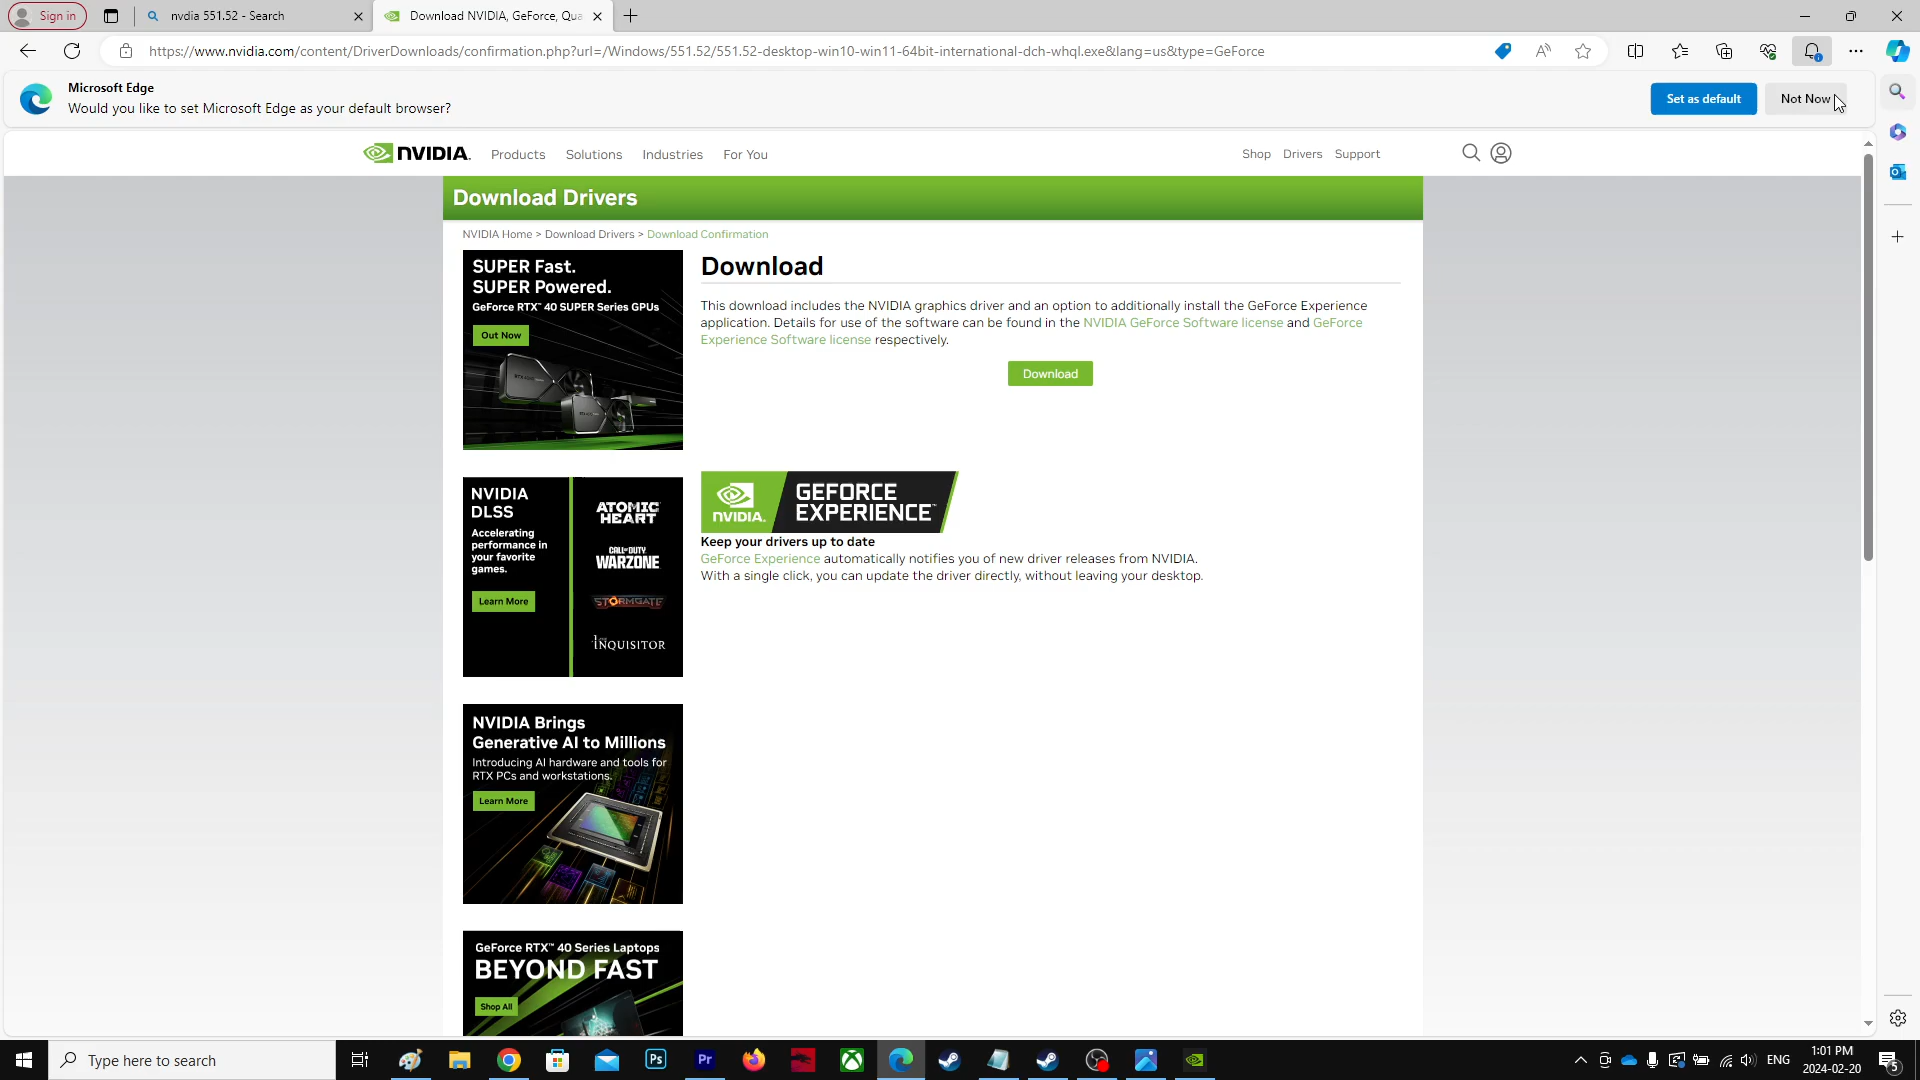 Sign in
nvdia 551.52 - Search
Download NVIDIA, GeForce, Qua
https://www.nvidia.com/content/DriverDownloads/confirmation.php?url=/Windows/551.52/551.52-desktop-win10-win11-64bit-international-dch-whql.exe&lang=us&type=GeForce
Microsoft Edge
Would you like to set Microsoft Edge as your default browser?
Set as default
Not Now
NVIDIA.
Products
Solutions
Industries
For You
Shop
Drivers
Support
Download Drivers
NVIDIA Home > Download Drivers > Download Confirmation
SUPER Fast.
SUPER Powered.
GeForce RTX™ 40 SUPER Series GPUs
Out Now
Download
This download includes the NVIDIA graphics driver and an option to additionally install the GeForce Experience
application. Details for use of the software can be found in the NVIDIA GeForce Software license and GeForce
Experience Software license respectively.
Download
NVIDIA
DLSS
Accelerating
performance in
your favorite
games.
Learn More
ATOMIC
HEART
CALL OF DUTY
WARZONE
STORMGATE
The
INQUISITOR
NVIDIA.
GEFORCE
EXPERIENCE™
Keep your drivers up to date
GeForce Experience automatically notifies you of new driver releases from NVIDIA.
With a single click, you can update the driver directly, without leaving your desktop.
NVIDIA Brings
Generative AI to Millions
Introducing AI hardware and tools for
RTX PCs and workstations.
Learn More
GeForce RTX™ 40 Series Laptops
BEYOND FAST
Shop All
Type here to search
Ps
Pr
ENG
1:01 PM
2024-02-20
5